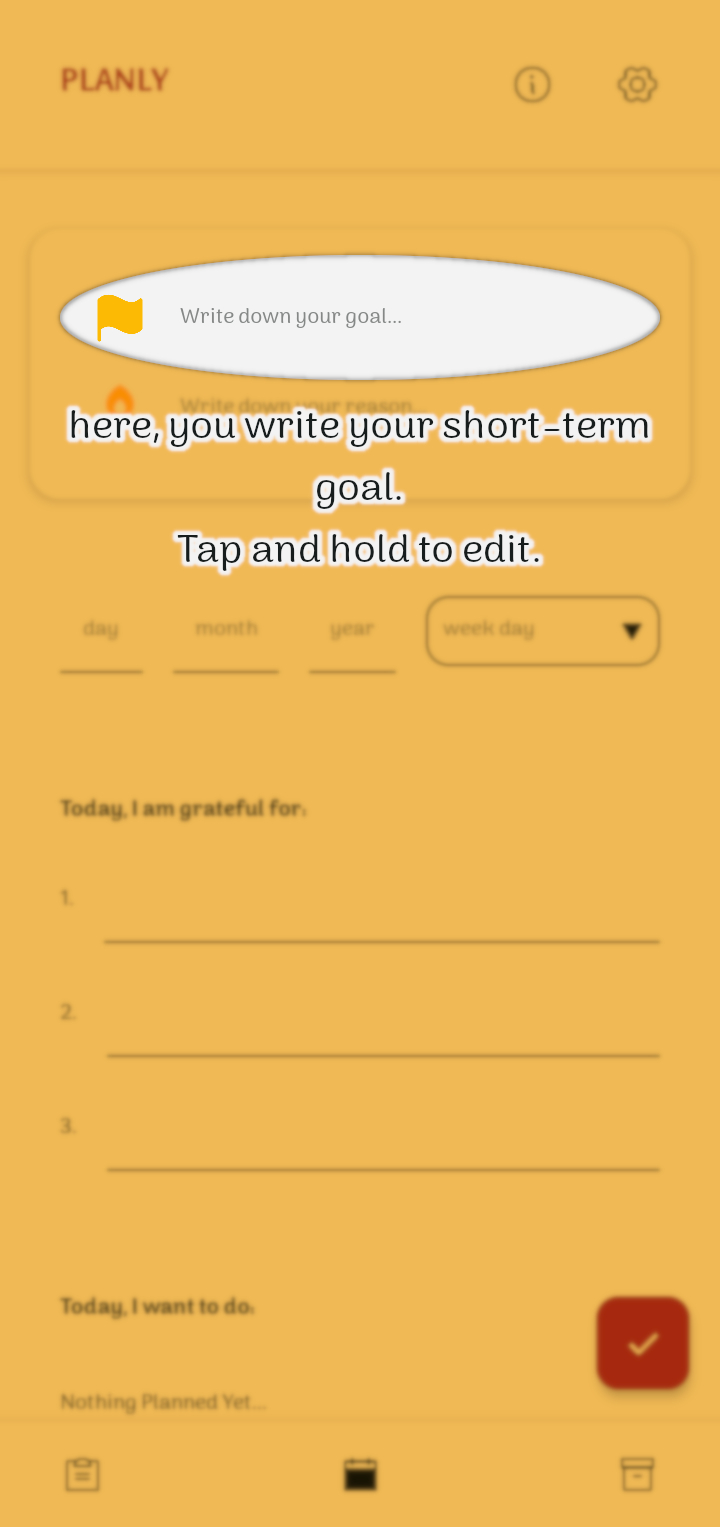 PLANLY
Write down your goal...
Write down your reason...
here, you write your short-term
goal.
Tap and hold to edit.
day month year week day
Today, I am grateful for:
1.
2.
3.
Today, I want to do:
Nothing Planned Yet...